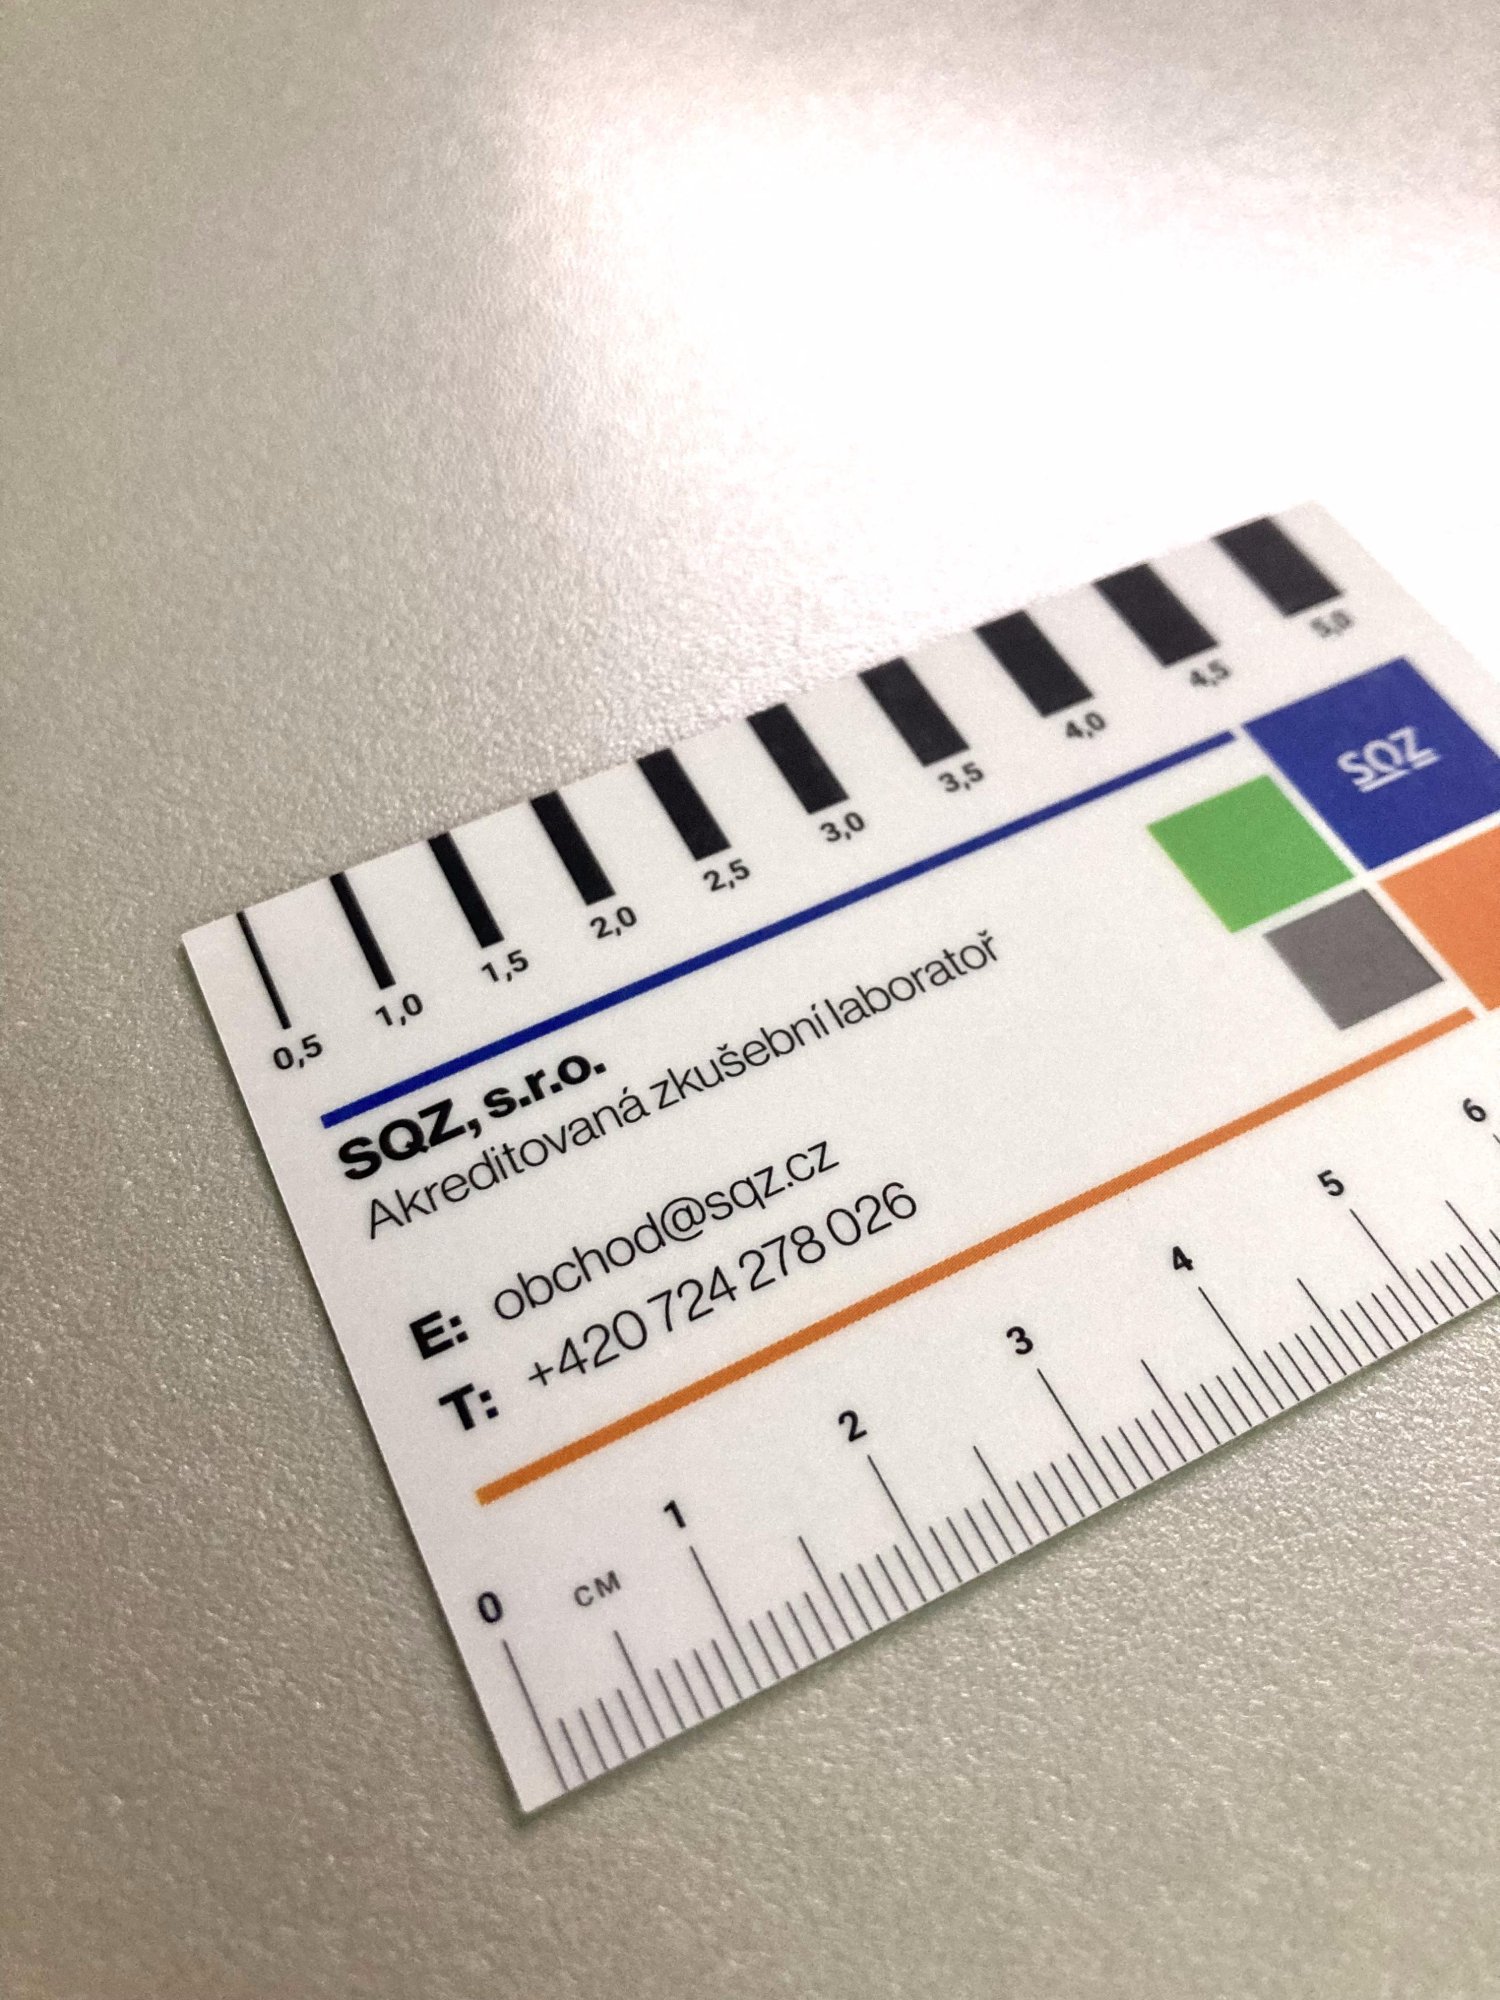 0,5 1,0 1,5 2,0 2,5 3,0 3,5 4,0 4,5 5,0
SQZ
SQZ, s.r.o.
Akreditovaná zkušební laboratoř
E: obchod@sqz.cz
T: +420 724 278 026
0 1 2 3 4 5 6
CM